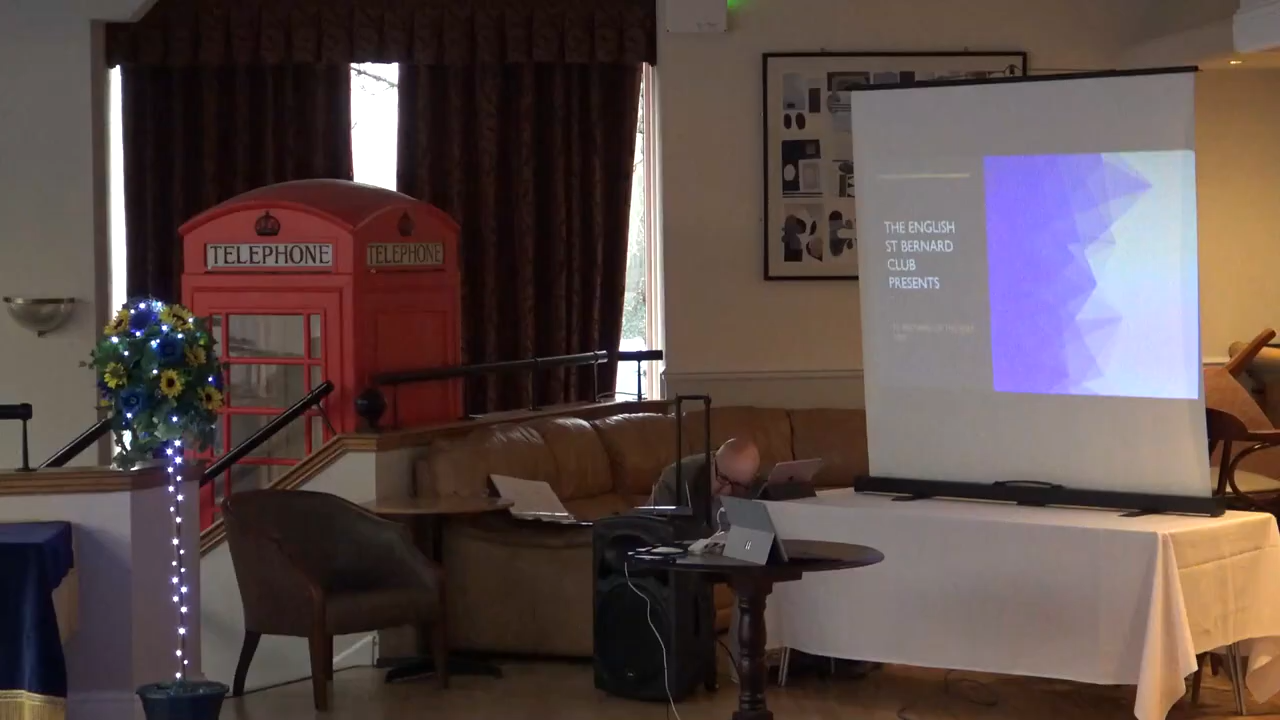 TELEPHONE
TELEPHONE
THE ENGLISH
ST BERNARD
CLUB
PRESENTS